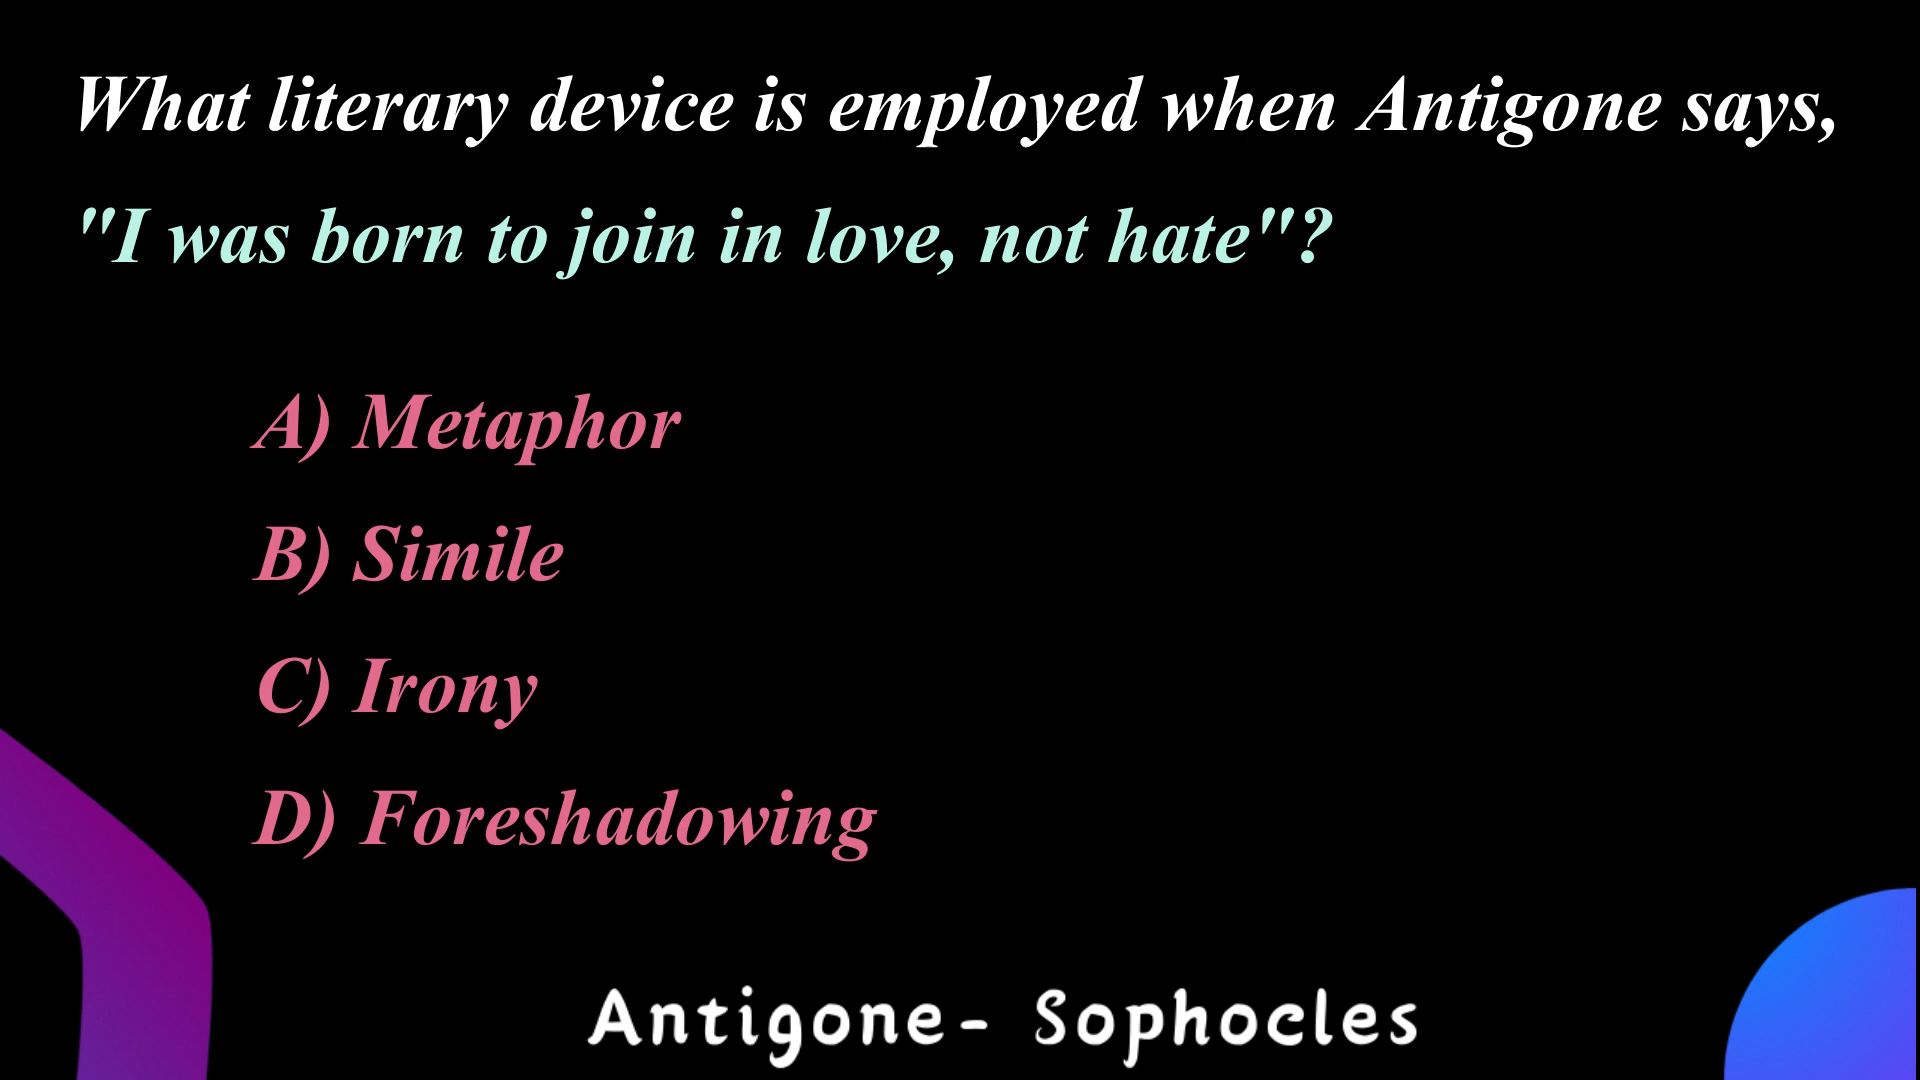 What literary device is employed when Antigone says,
"I was born to join in love, not hate"?
A) Metaphor
B) Simile
C) Irony
D) Foreshadowing
Antigone- Sophocles